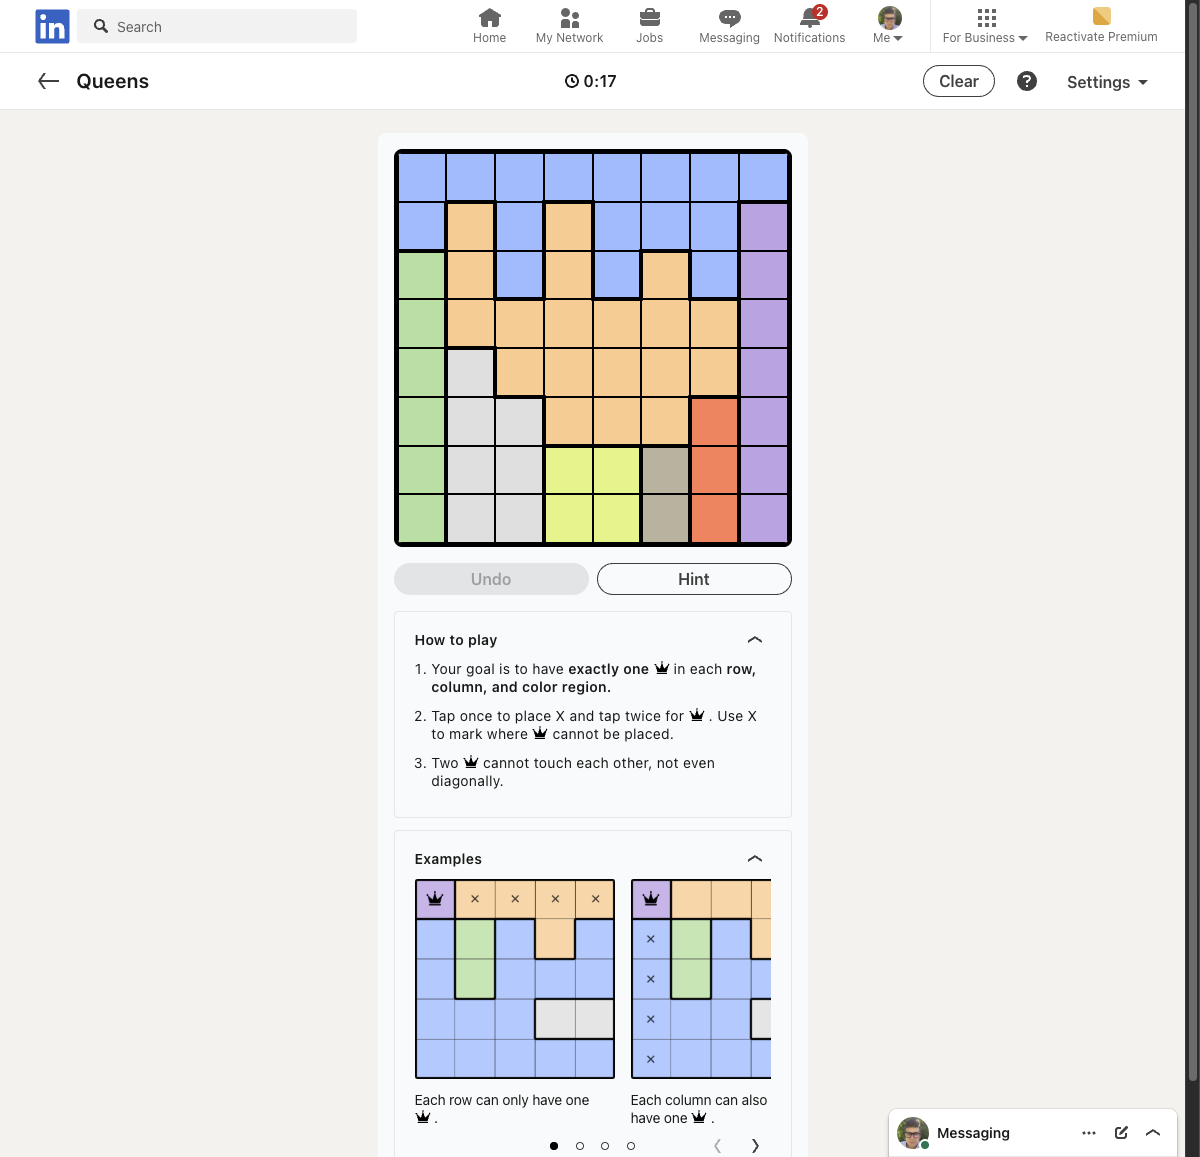 in
Search
Home
My Network
Jobs
Messaging
2
Notifications
Me
For Business
Reactivate Premium
Queens
0:17
Clear
?
Settings
Undo
Hint
How to play
1. Your goal is to have exactly one in each row,
column, and color region.
2. Tap once to place X and tap twice for . Use X
to mark where cannot be placed.
3. Two cannot touch each other, not even
diagonally.
Examples
Each row can only have one
.
Each column can also
have one .
Messaging